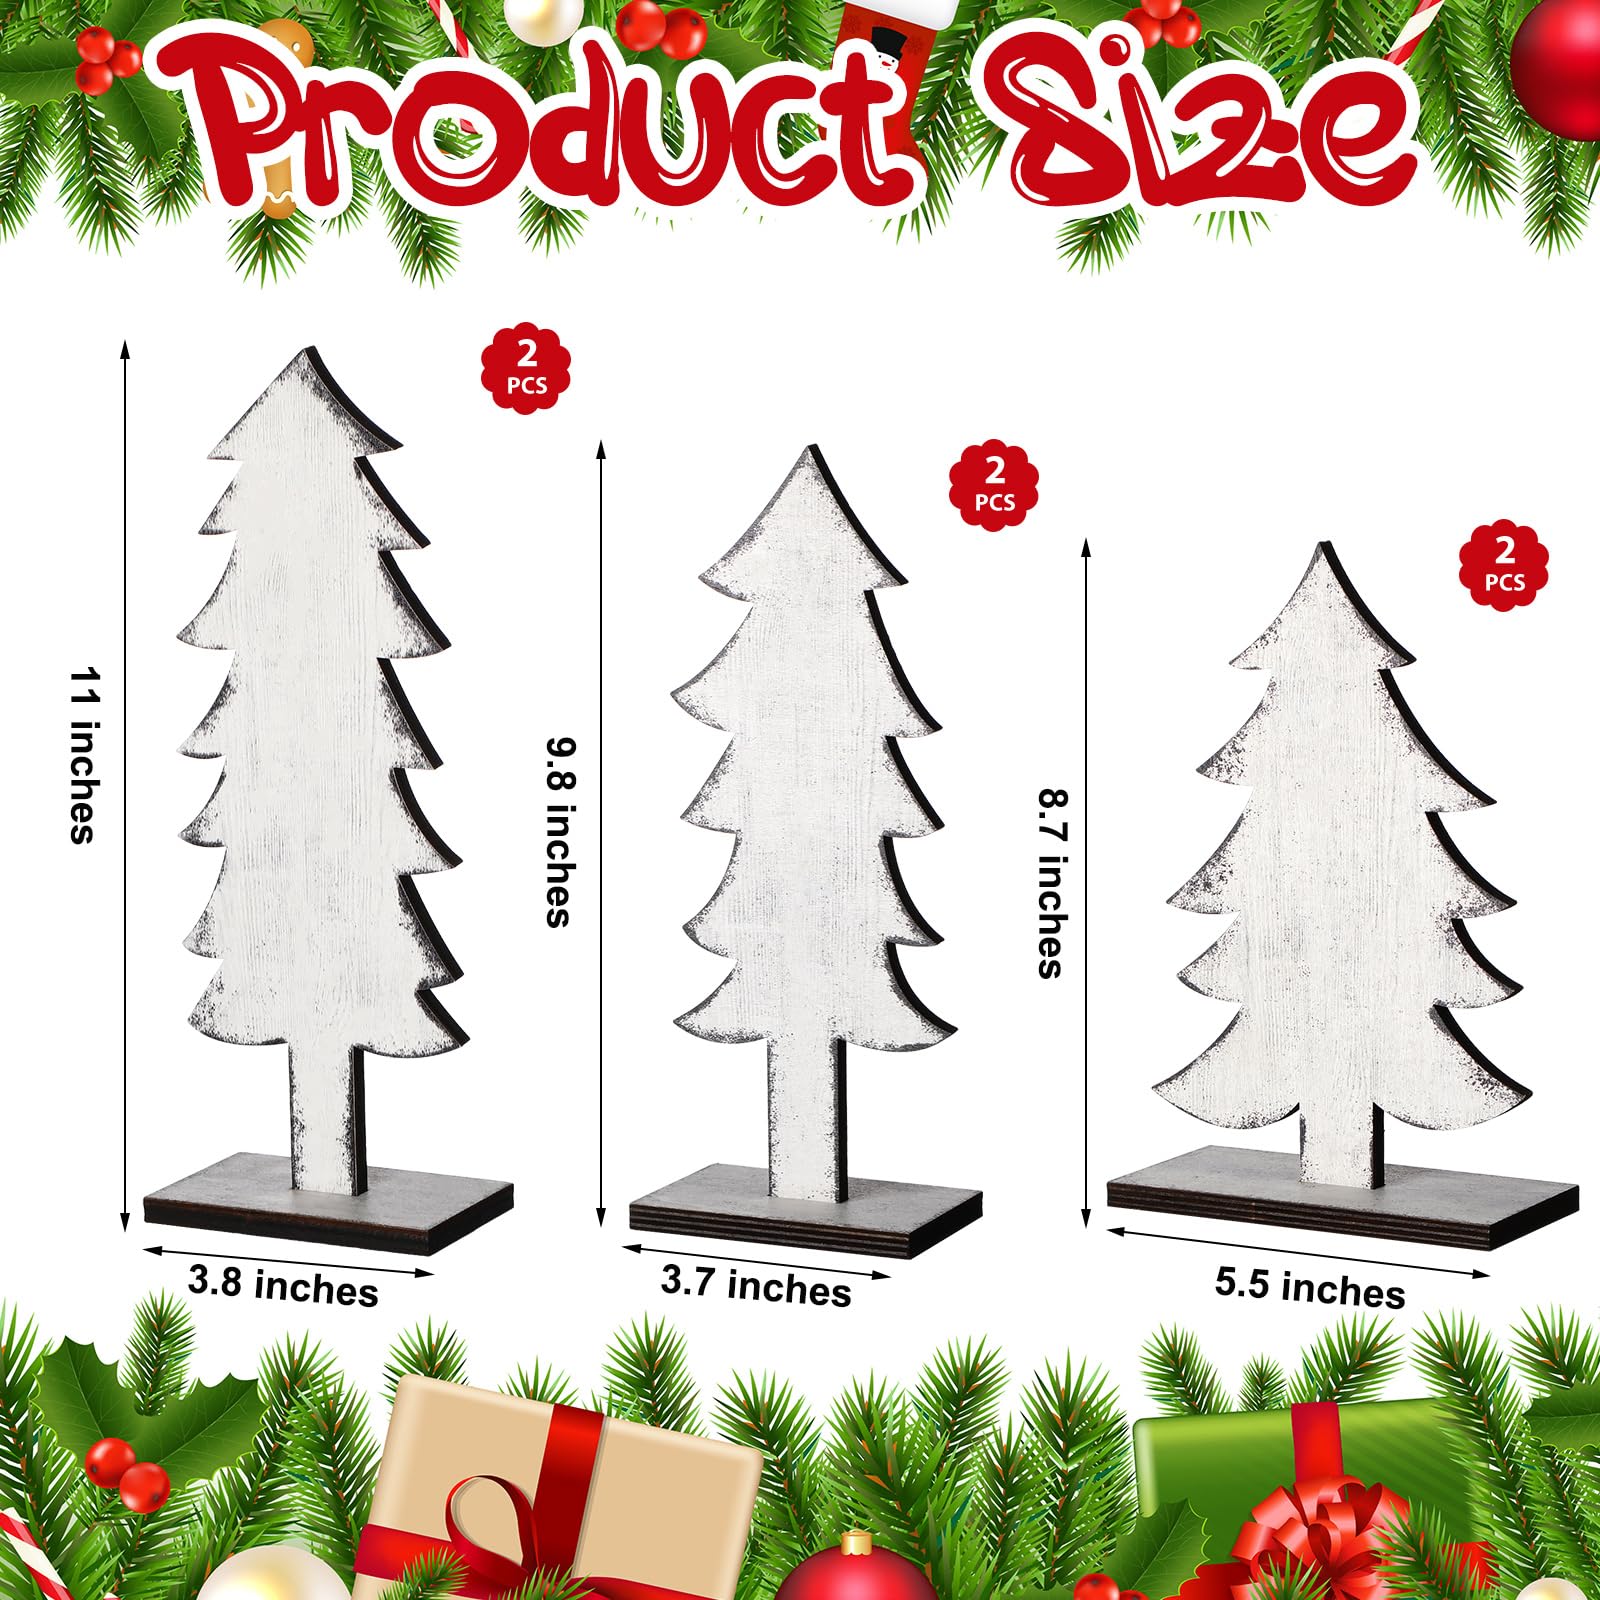 Product Size
2
PCS
2
PCS
2
PCS
11 inches
9.8 inches
8.7 inches
3.8 inches
3.7 inches
5.5 inches